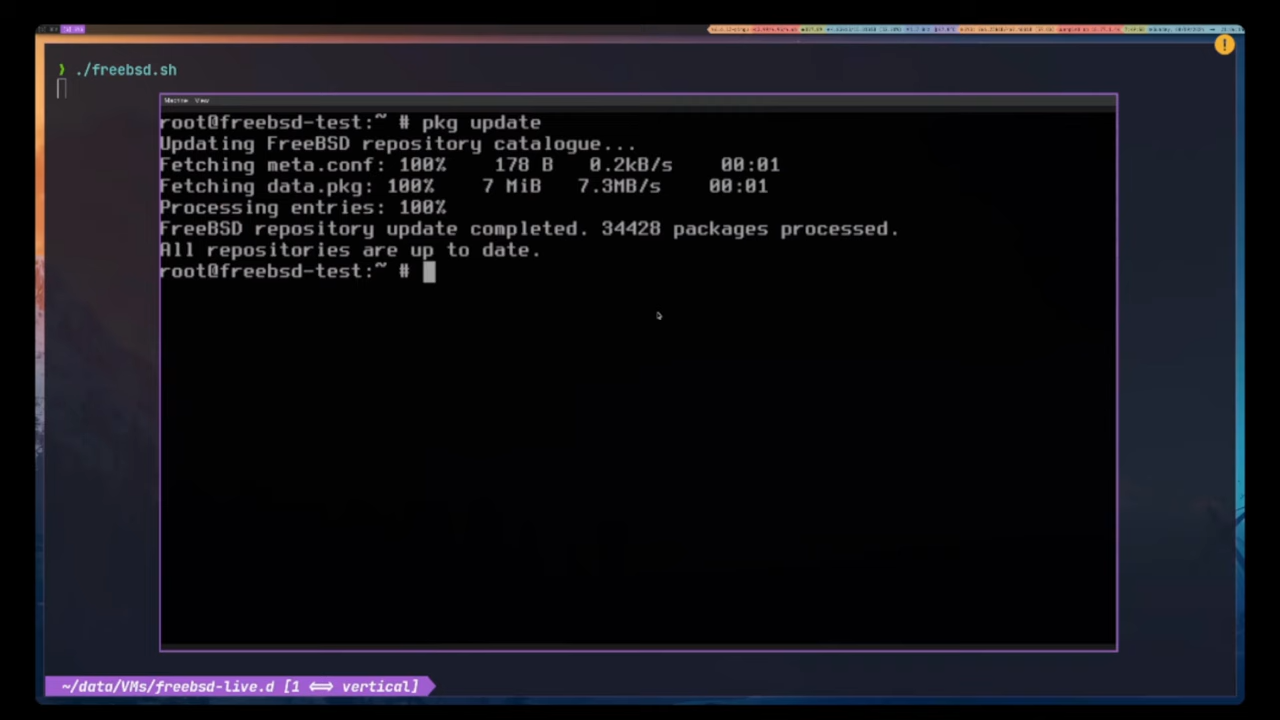 ❯ ./freebsd.sh
Machine View
root@freebsd-test:~ # pkg update
Updating FreeBSD repository catalogue...
Fetching meta.conf: 100%    178 B   0.2kB/s    00:01
Fetching data.pkg: 100%    7 MiB   7.3MB/s    00:01
Processing entries: 100%
FreeBSD repository update completed. 34428 packages processed.
All repositories are up to date.
root@freebsd-test:~ #
~/data/VMs/freebsd-live.d [1 ⟺ vertical]